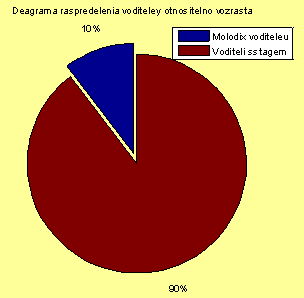 Deagrama raspredelenia voditeley otnositelno vozrasta
10%
Molodix voditeleu
Voditeli s stagem
90%